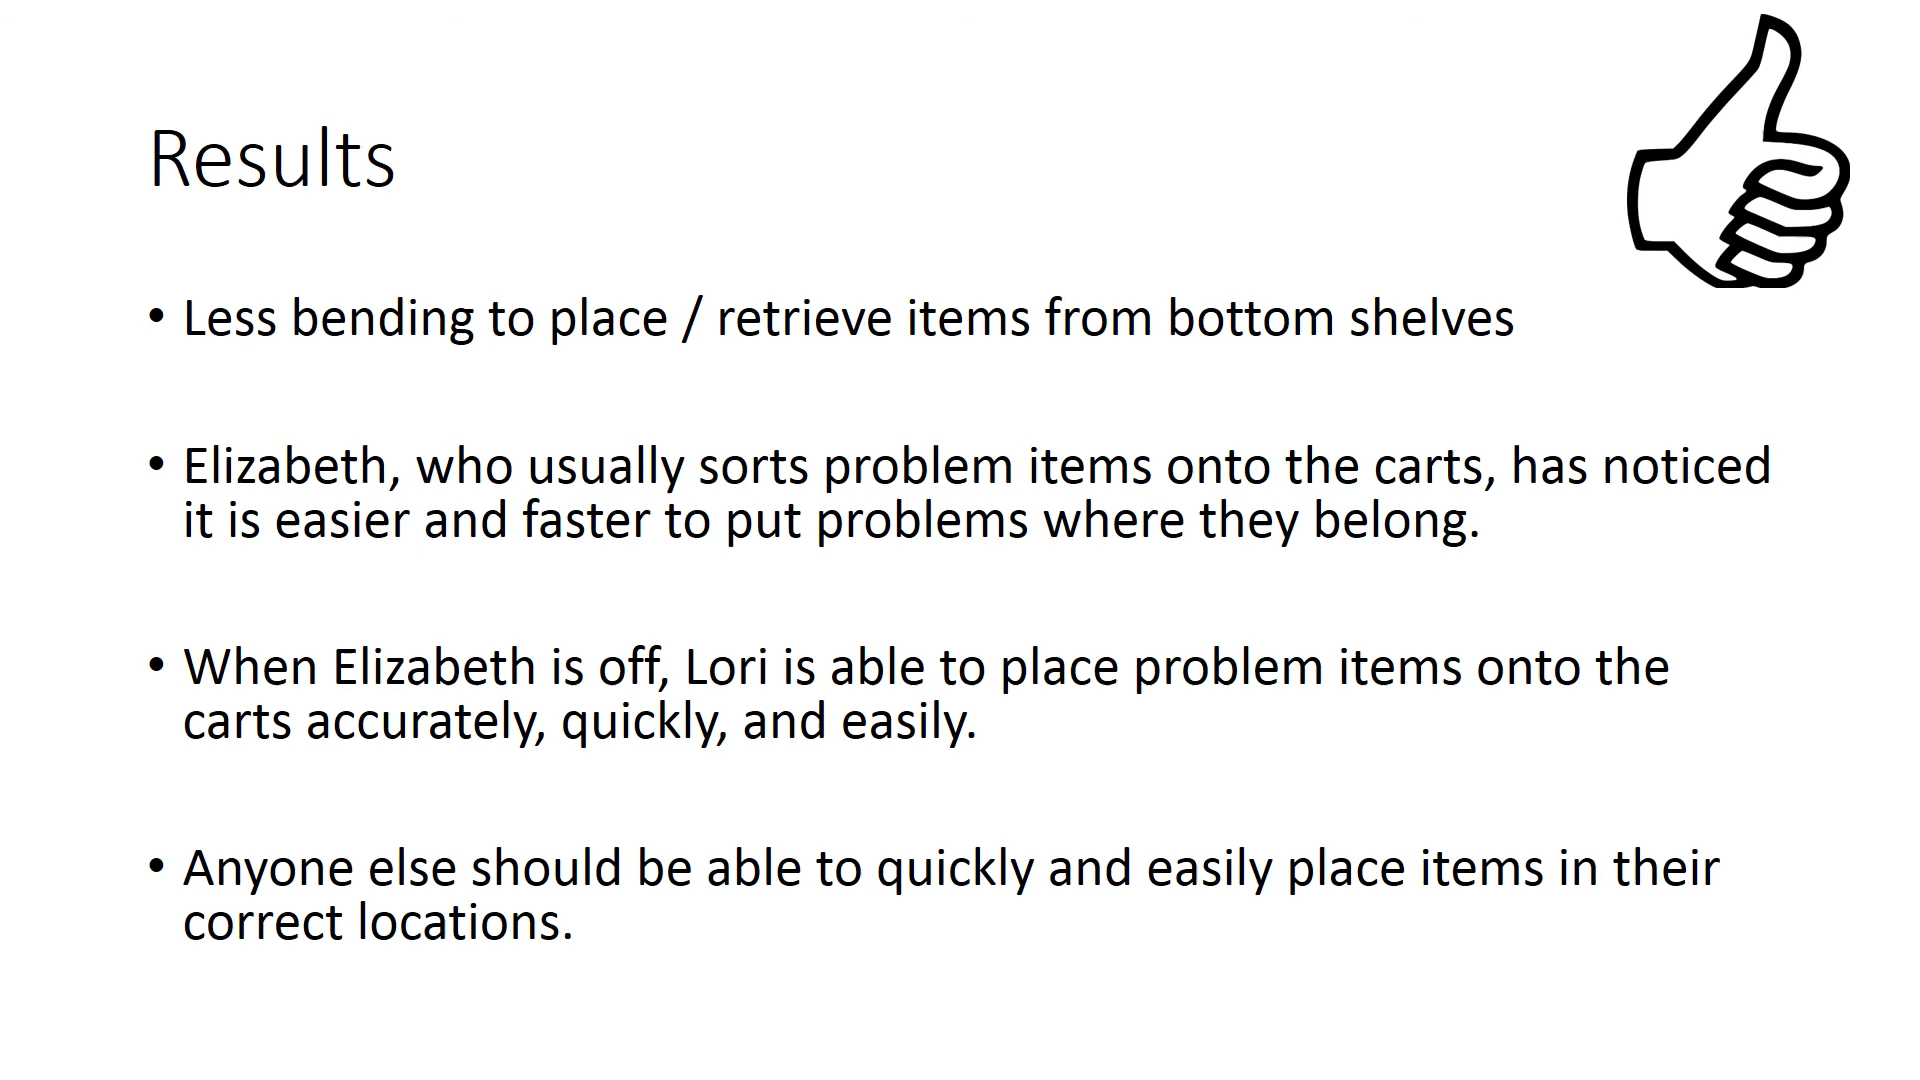 Results
• Less bending to place / retrieve items from bottom shelves
• Elizabeth, who usually sorts problem items onto the carts, has noticed
it is easier and faster to put problems where they belong.
• When Elizabeth is off, Lori is able to place problem items onto the
carts accurately, quickly, and easily.
• Anyone else should be able to quickly and easily place items in their
correct locations.